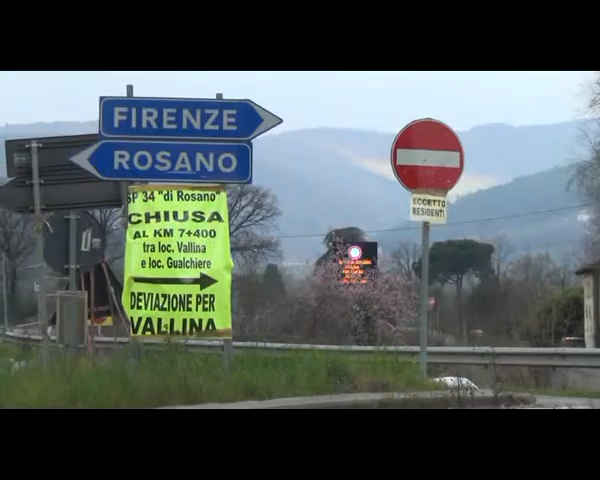 FIRENZE
ROSANO
SP 34 "di Rosano"
CHIUSA
AL KM 7+400
tra loc. Vallina
e loc. Gualchiere
DEVIAZIONE PER
VALLINA
ECCETTO
RESIDENTI